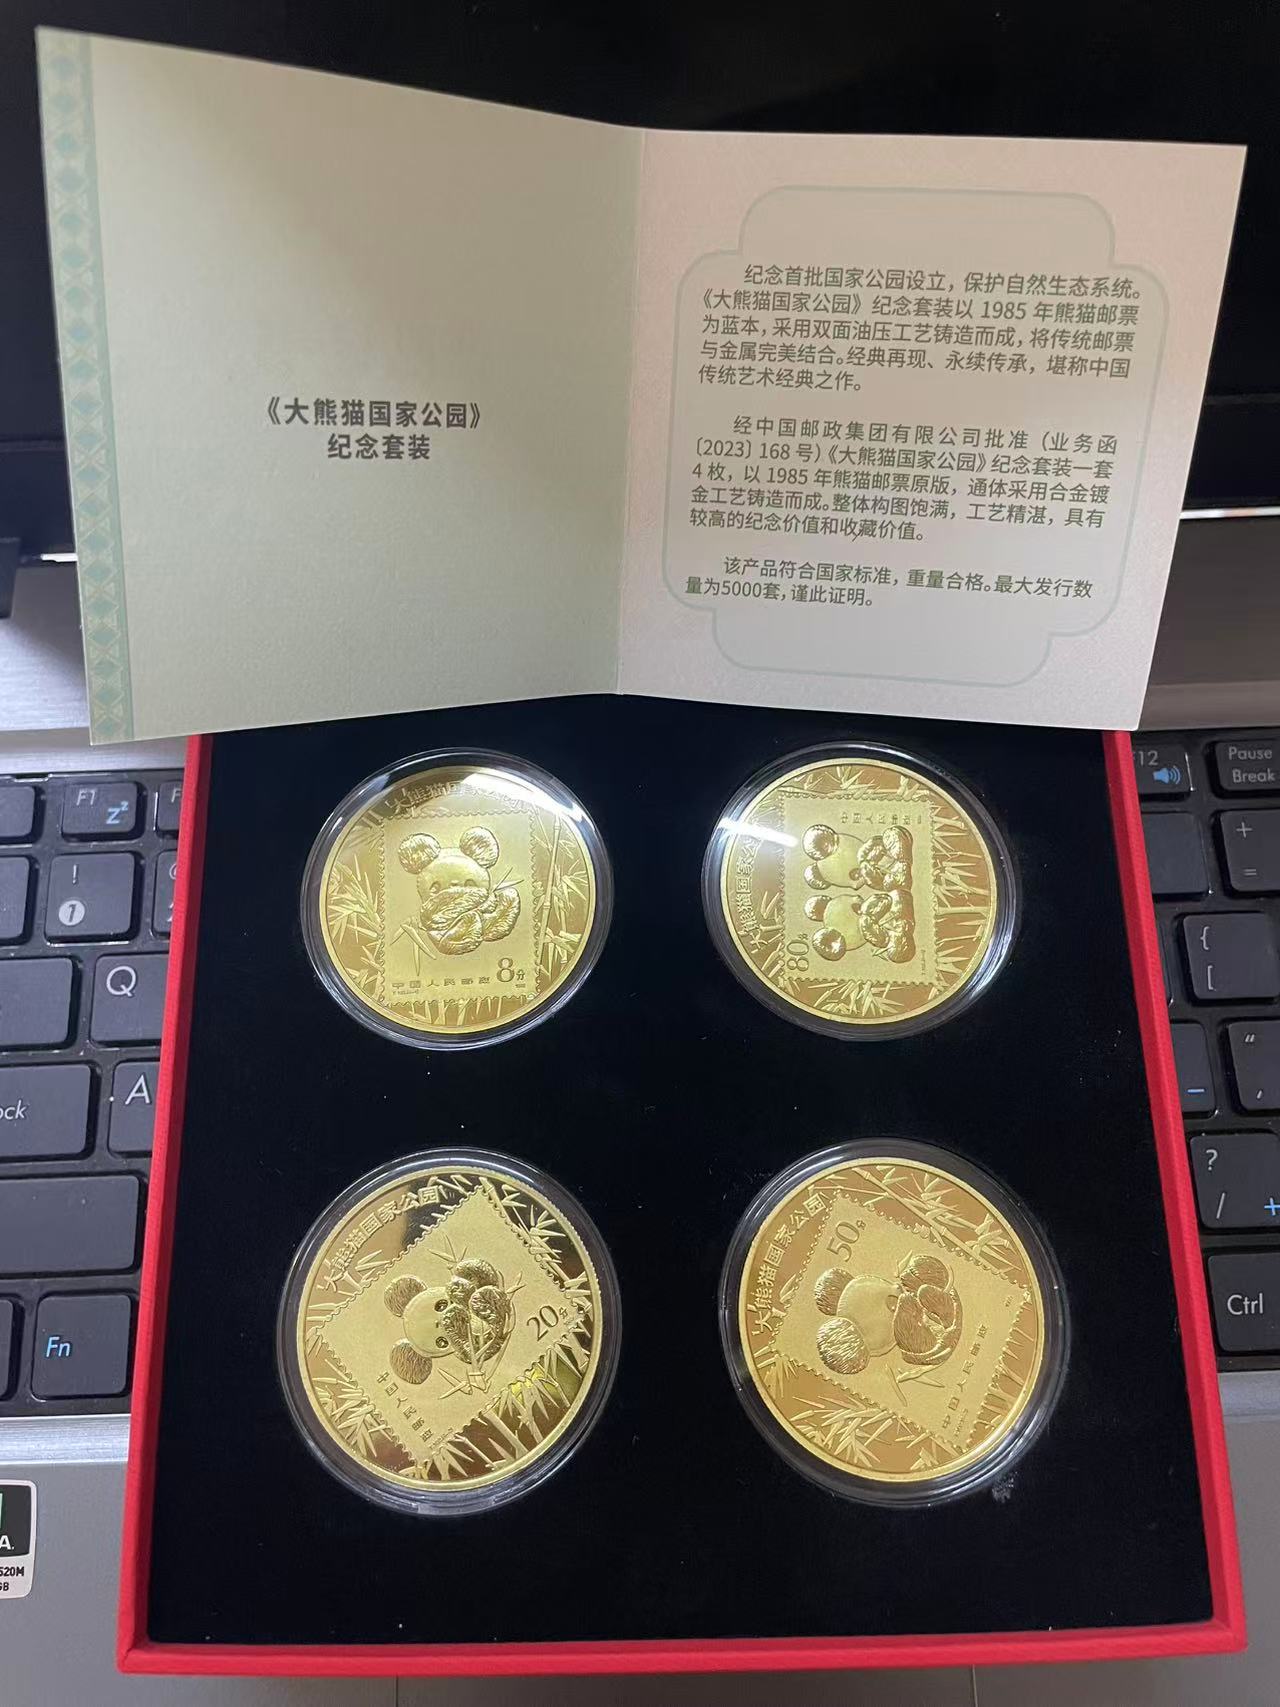 《大熊猫国家公园》
纪念套装
纪念首批国家公园设立，保护自然生态系统。
《大熊猫国家公园》纪念套装以 1985 年熊猫邮票
为蓝本，采用双面油压工艺铸造而成，将传统邮票
与金属完美结合。经典再现、永续传承，堪称中国
传统艺术经典之作。
经中国邮政集团有限公司批准（业务函
〔2023〕168 号）《大熊猫国家公园》纪念套装一套
4 枚，以 1985 年熊猫邮票原版，通体采用合金镀
金工艺铸造而成。整体构图饱满，工艺精湛，具有
较高的纪念价值和收藏价值。
该产品符合国家标准，重量合格。最大发行数
量为5000套，谨此证明。
大熊猫国家公园
8分
中国人民邮政
大熊猫国家公园
中国人民邮政
80分
大熊猫国家公园
20分
中国人民邮政
大熊猫国家公园
50分
中国人民邮政
F1
F12
Pause
Break
!
1
Q
A
Fn
+
=
{
[
?
/
Ctrl
520M